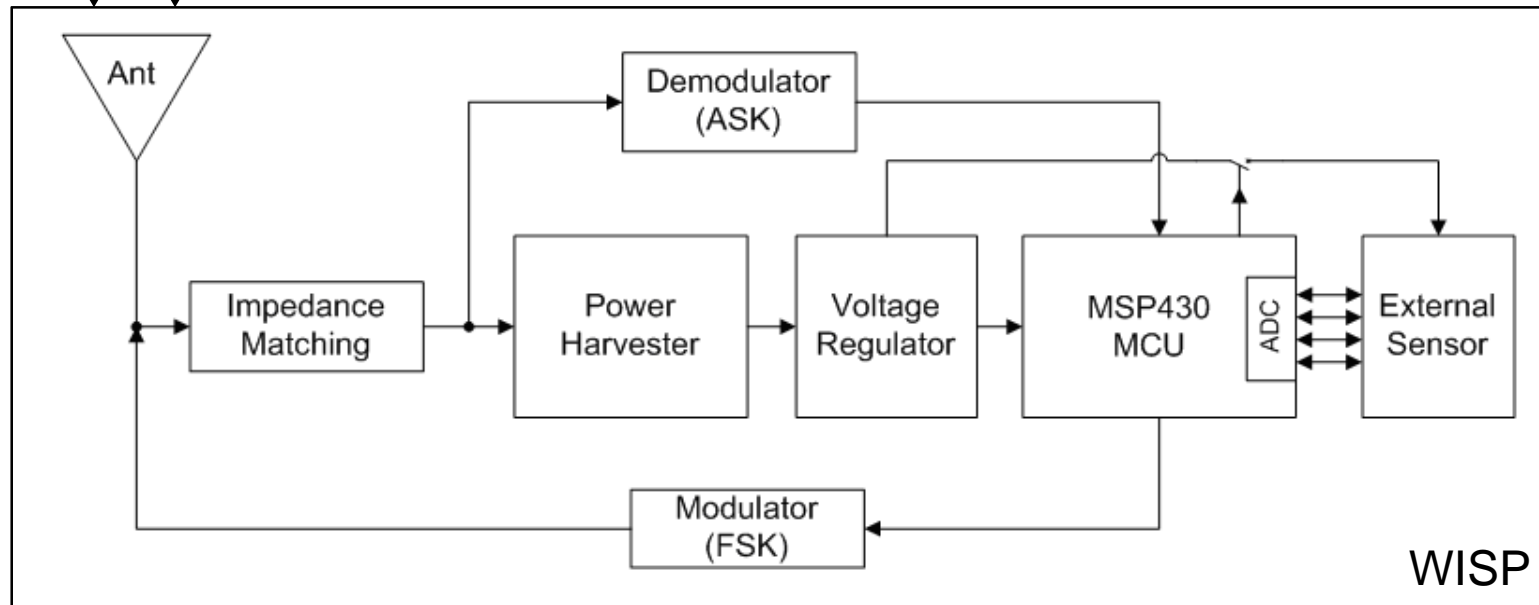 Ant
Demodulator
(ASK)
Impedance
Matching
Power
Harvester
Voltage
Regulator
MSP430
MCU
ADC
External
Sensor
Modulator
(FSK)
WISP